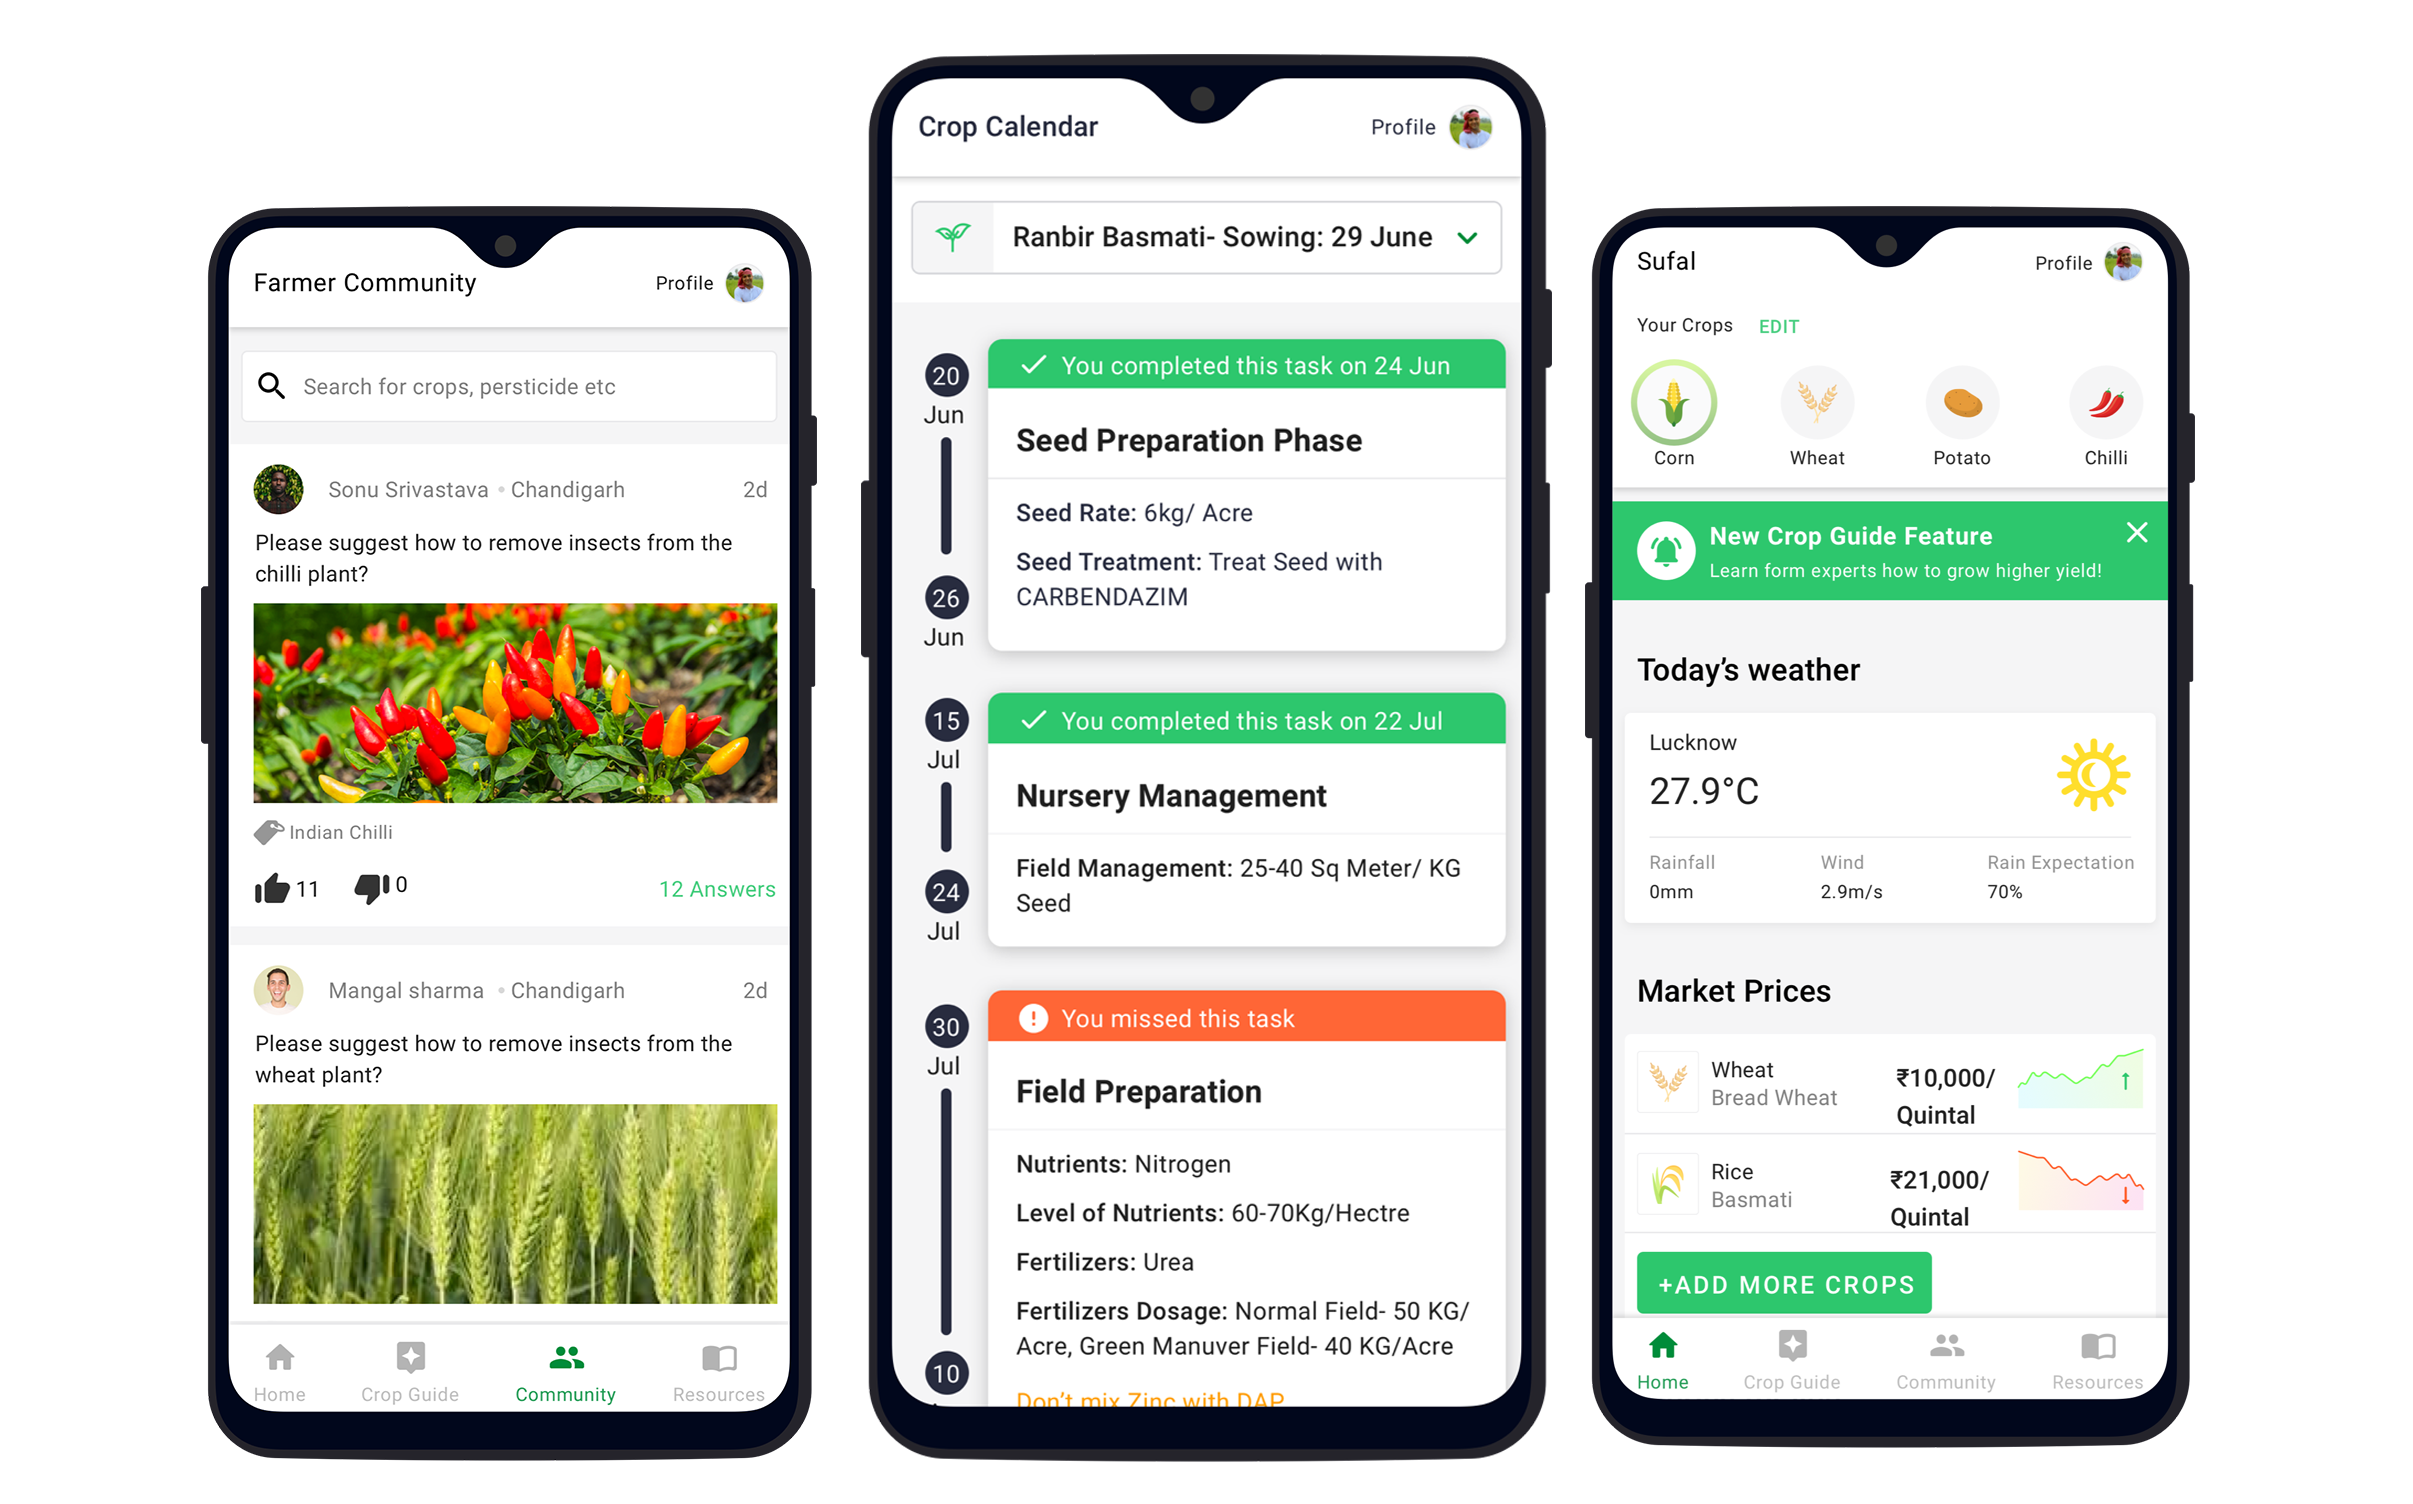 Farmer Community
Profile
Search for crops, persticide etc
Sonu Srivastava • Chandigarh
2d
Please suggest how to remove insects from the
chilli plant?
Indian Chilli
11
0
12 Answers
Mangal sharma • Chandigarh
2d
Please suggest how to remove insects from the
wheat plant?
Home
Crop Guide
Community
Resources
Crop Calendar
Profile
Ranbir Basmati- Sowing: 29 June
20
Jun
26
Jun
You completed this task on 24 Jun
Seed Preparation Phase
Seed Rate: 6kg/ Acre
Seed Treatment: Treat Seed with
CARBENDAZIM
15
Jul
24
Jul
You completed this task on 22 Jul
Nursery Management
Field Management: 25-40 Sq Meter/ KG
Seed
30
Jul
10
You missed this task
Field Preparation
Nutrients: Nitrogen
Level of Nutrients: 60-70Kg/Hectre
Fertilizers: Urea
Fertilizers Dosage: Normal Field- 50 KG/
Acre, Green Manuver Field- 40 KG/Acre
Don't mix Zinc with DAP
Sufal
Profile
Your Crops
EDIT
Corn
Wheat
Potato
Chilli
New Crop Guide Feature
Learn form experts how to grow higher yield!
Today's weather
Lucknow
27.9°C
Rainfall
Wind
Rain Expectation
0mm
2.9m/s
70%
Market Prices
Wheat
Bread Wheat
₹10,000/
Quintal
Rice
Basmati
₹21,000/
Quintal
+ADD MORE CROPS
Home
Crop Guide
Community
Resources